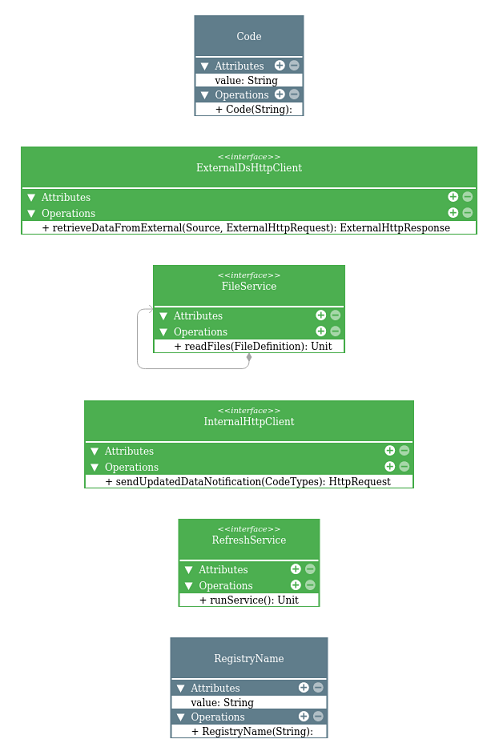 Code
▼ Attributes
value: String
▼ Operations
+ Code(String):
<<interface>>
ExternalDsHttpClient
▼ Attributes
▼ Operations
+ retrieveDataFromExternal(Source, ExternalHttpRequest): ExternalHttpResponse
<<interface>>
FileService
▼ Attributes
▼ Operations
+ readFiles(FileDefinition): Unit
<<interface>>
InternalHttpClient
▼ Attributes
▼ Operations
+ sendUpdatedDataNotification(CodeTypes): HttpRequest
<<interface>>
RefreshService
▼ Attributes
▼ Operations
+ runService(): Unit
RegistryName
▼ Attributes
value: String
▼ Operations
+ RegistryName(String):